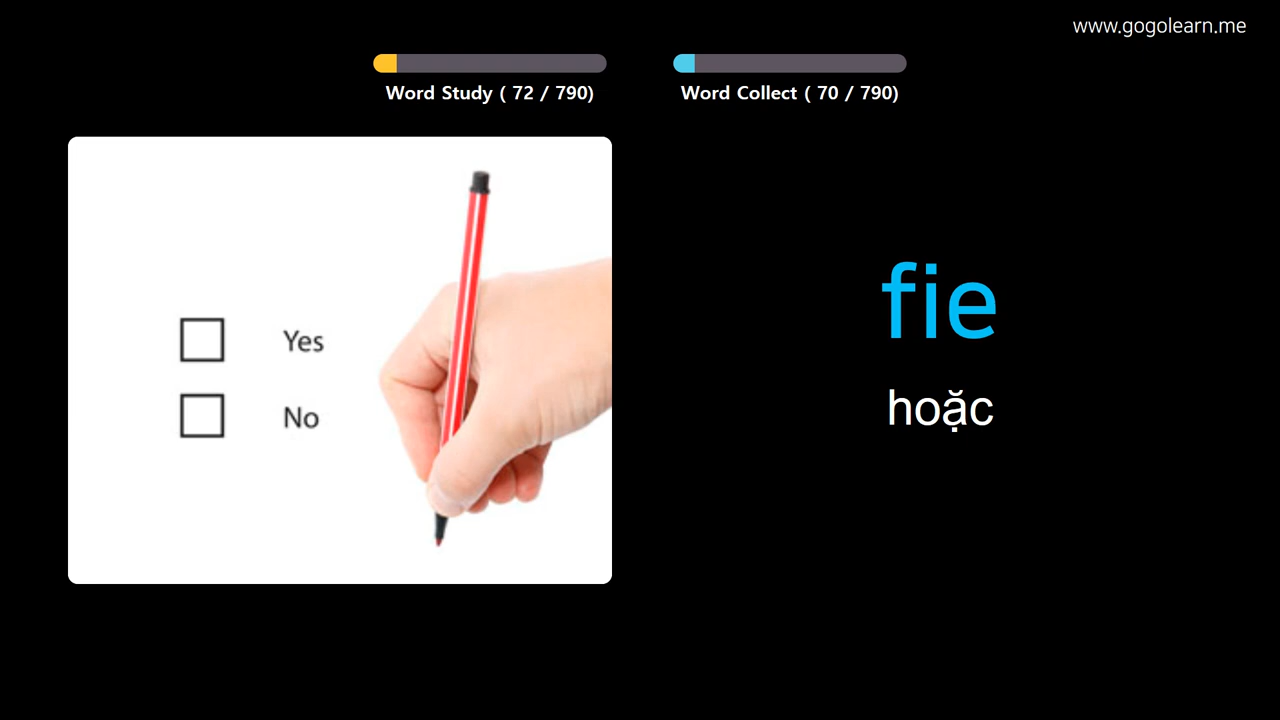 www.gogolearn.me
Word Study ( 72 / 790)
Word Collect ( 70 / 790)
Yes
No
fie
hoặc